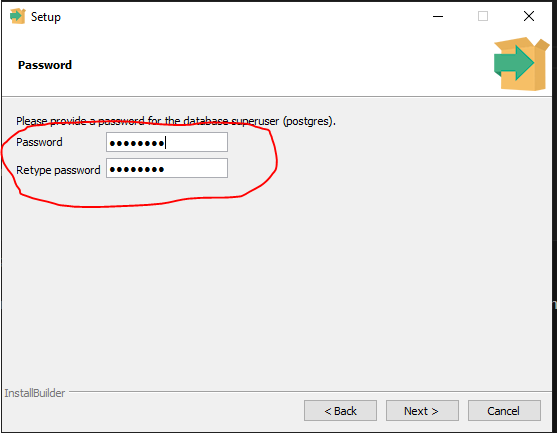 Setup
Password
Please provide a password for the database superuser (postgres).
Password ●●●●●●●●
Retype password ●●●●●●●●
InstallBuilder
< Back Next > Cancel